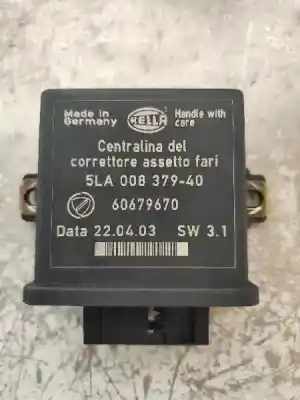 Made in
Germany
HELLA
Handle with
care
Centralina del
correttore assetto fari
5LA 008 379-40
60679670
Data 22.04.03 SW 3.1